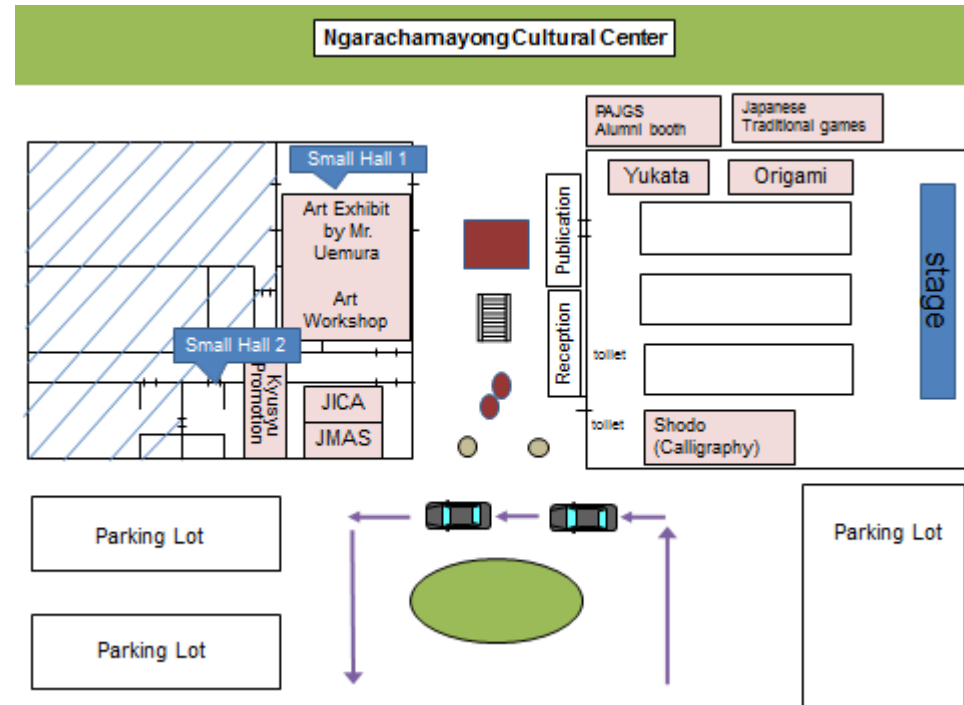 Ngarachamayong Cultural Center
PAJGS
Alumni booth
Japanese
Traditional games
Small Hall 1
Yukata
Origami
Art Exhibit
by Mr.
Uemura
Art
Workshop
Publication
stage
Small Hall 2
Reception
toilet
Kyusyu
Promotion
JICA
JMAS
toilet
Shodo
(Calligraphy)
Parking Lot
Parking Lot
Parking Lot